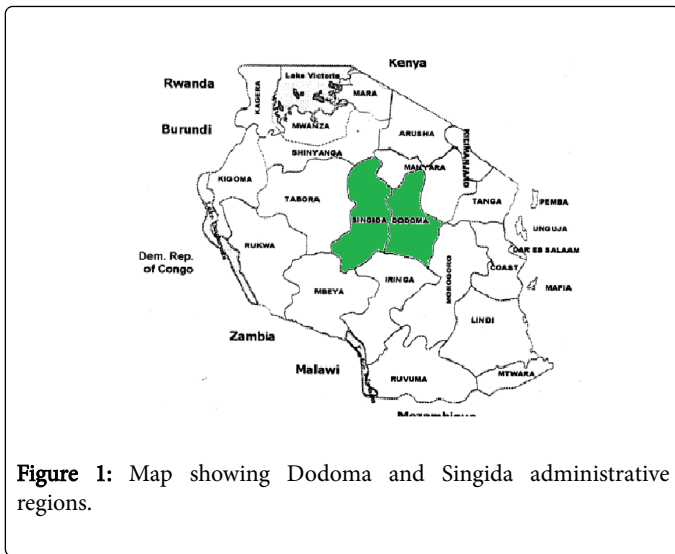 Kenya
Lake Victoria
Rwanda
MARA
KAGERA
Burundi
MWANZA
ARUSHA
KILIMANJARO
SHINYANGA
MANYARA
KIGOMA
TABORA
TANGA
PEMBA
SINGIDA
DODOMA
UNGUJA
DAR ES SALAAM
RUKWA
COAST
Dem. Rep.
of Congo
MOROGORO
IRINGA
MAFIA
MBEYA
LINDI
Zambia
Malawi
RUVUMA
MTWARA
Mozambique
Figure 1: Map showing Dodoma and Singida administrative
regions.